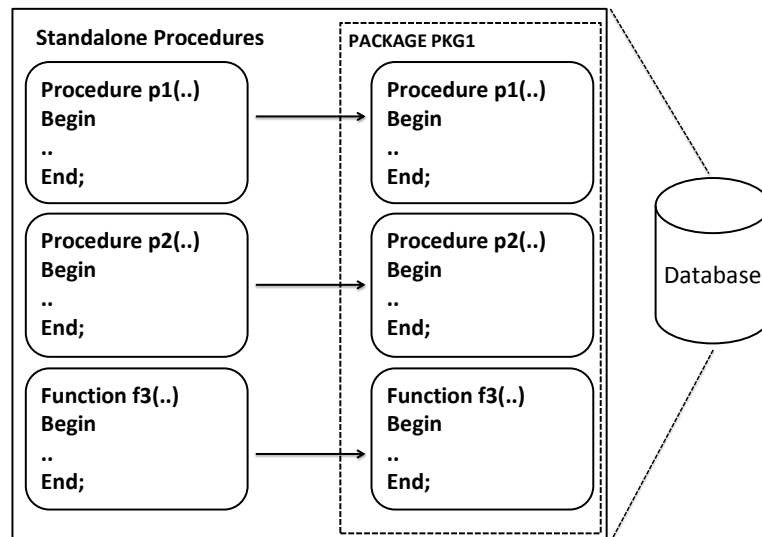 Standalone Procedures
PACKAGE PKG1
Procedure p1(..)
Begin
..
End;
Procedure p1(..)
Begin
..
End;
Procedure p2(..)
Begin
..
End;
Procedure p2(..)
Begin
..
End;
Function f3(..)
Begin
..
End;
Function f3(..)
Begin
..
End;
Database